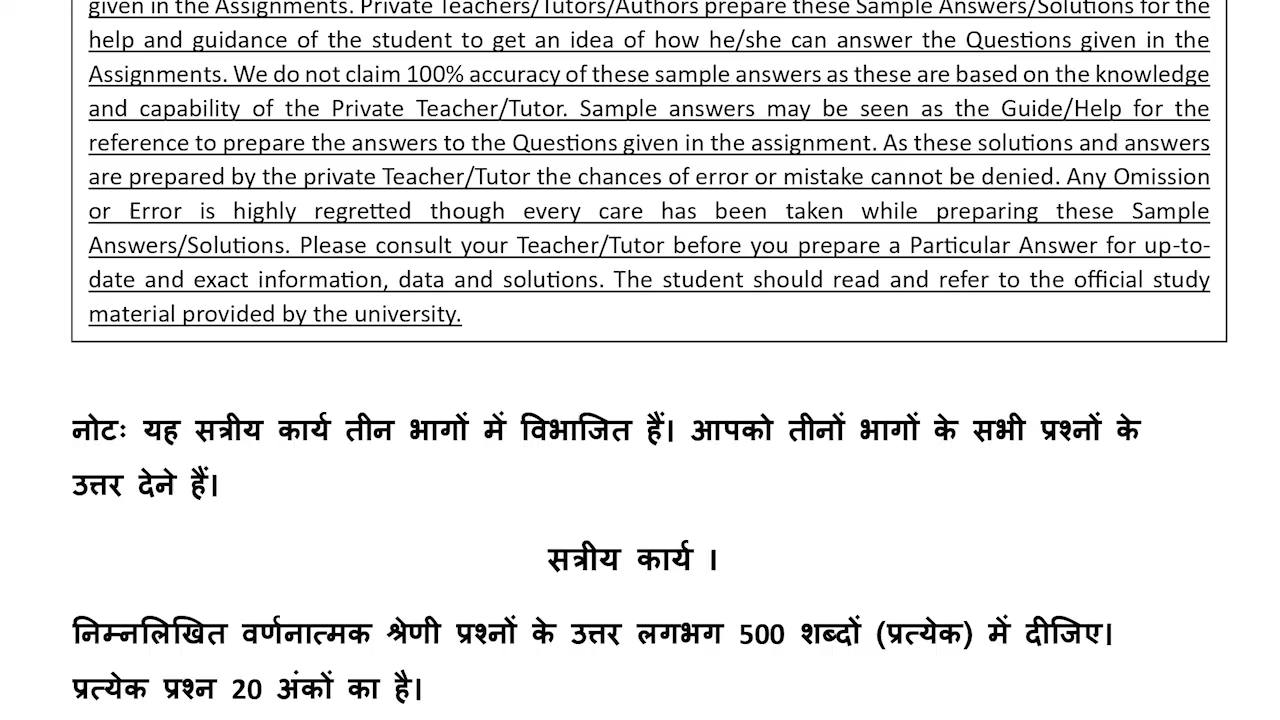 given in the Assignments. Private Teachers/Tutors/Authors prepare these Sample Answers/Solutions for the
help and guidance of the student to get an idea of how he/she can answer the Questions given in the
Assignments. We do not claim 100% accuracy of these sample answers as these are based on the knowledge
and capability of the Private Teacher/Tutor. Sample answers may be seen as the Guide/Help for the
reference to prepare the answers to the Questions given in the assignment. As these solutions and answers
are prepared by the private Teacher/Tutor the chances of error or mistake cannot be denied. Any Omission
or Error is highly regretted though every care has been taken while preparing these Sample
Answers/Solutions. Please consult your Teacher/Tutor before you prepare a Particular Answer for up-to-
date and exact information, data and solutions. The student should read and refer to the official study
material provided by the university.
नोटः यह सत्रीय कार्य तीन भागों में विभाजित हैं। आपको तीनों भागों के सभी प्रश्नों के
उत्तर देने हैं।
सत्रीय कार्य I
निम्नलिखित वर्णनात्मक श्रेणी प्रश्नों के उत्तर लगभग 500 शब्दों (प्रत्येक) में दीजिए।
प्रत्येक प्रश्न 20 अंकों का है।